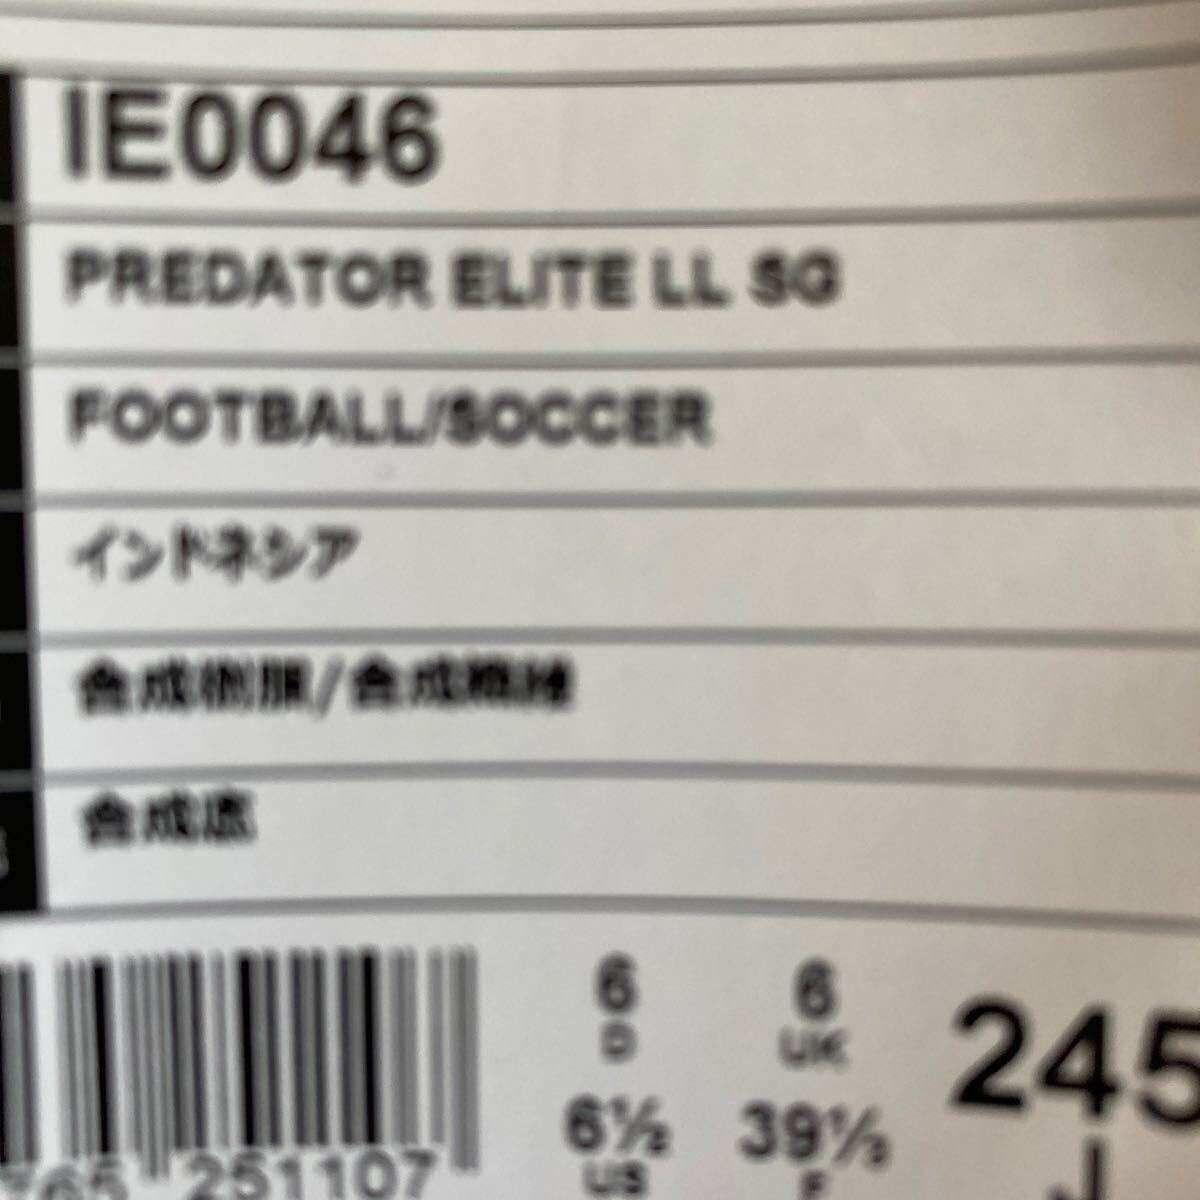 IE0046
PREDATOR ELITE LL SG
FOOTBALL/SOCCER
インドネシア
合成樹脂/合成繊維
合成底
6 6 245
D UK J
6½ 39⅓
US F
765 251107